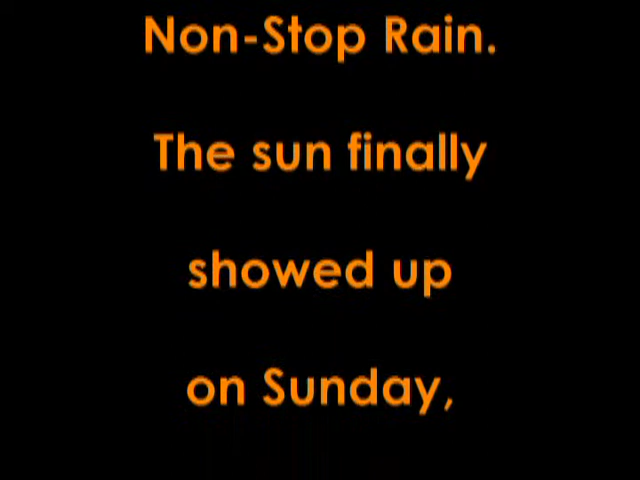 Non-Stop Rain.
The sun finally
showed up
on Sunday,